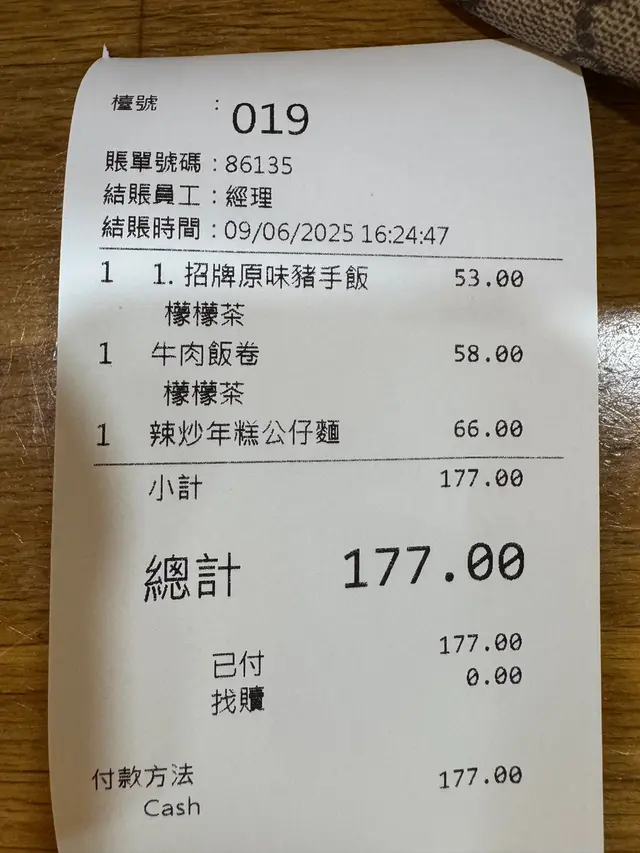 檯號 : 019
賬單號碼 : 86135
結賬員工 : 經理
結賬時間 : 09/06/2025 16:24:47
1 1. 招牌原味豬手飯 53.00
檬檬茶
1 牛肉飯卷 58.00
檬檬茶
1 辣炒年糕公仔麵 66.00
小計 177.00
總計 177.00
已付 177.00
找贖 0.00
付款方法 177.00
Cash